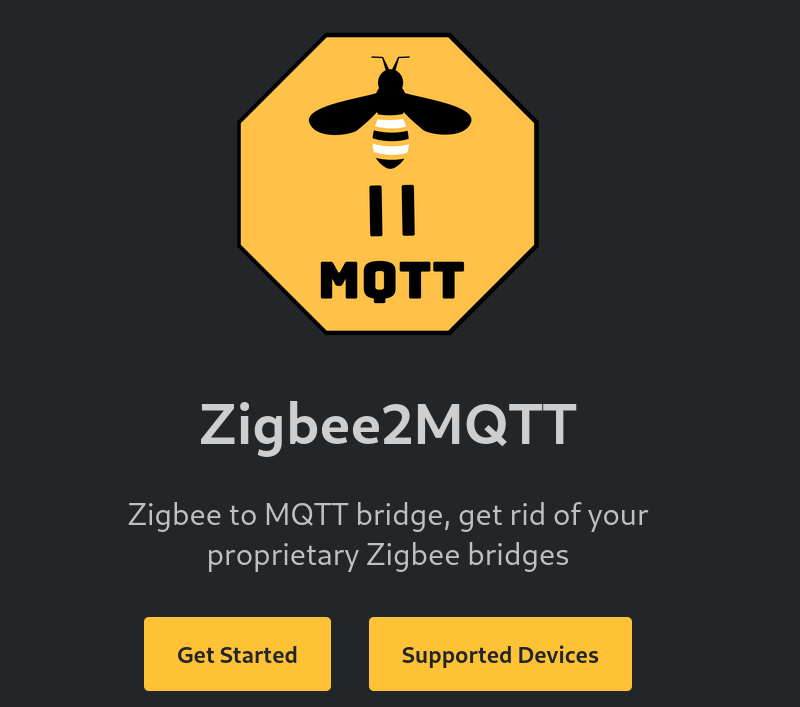 MQTT
Zigbee2MQTT
Zigbee to MQTT bridge, get rid of your
proprietary Zigbee bridges
Get Started
Supported Devices